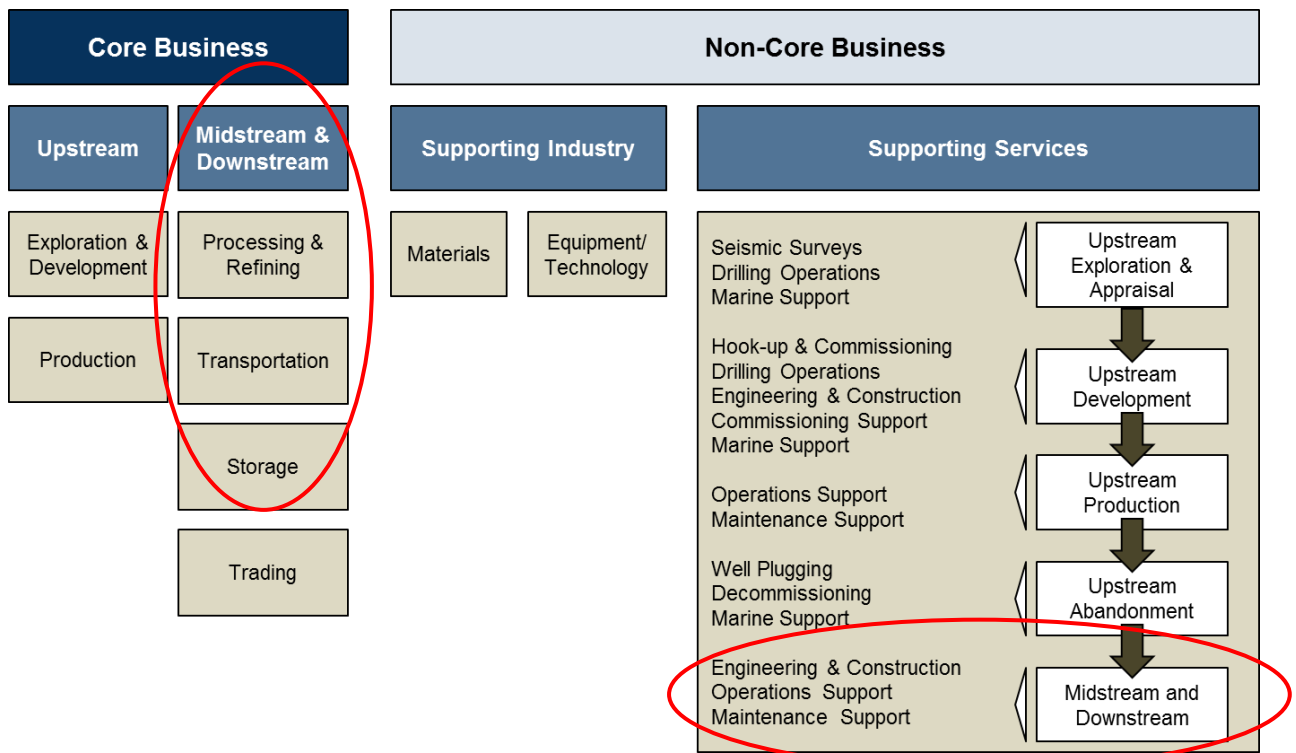 Core Business
Non-Core Business
Upstream
Midstream &
Downstream
Supporting Industry
Supporting Services
Exploration &
Development
Processing &
Refining
Materials
Equipment/
Technology
Production
Transportation
Storage
Trading
Seismic Surveys
Drilling Operations
Marine Support
Upstream
Exploration &
Appraisal
Hook-up & Commissioning
Drilling Operations
Engineering & Construction
Commissioning Support
Marine Support
Upstream
Development
Operations Support
Maintenance Support
Upstream
Production
Well Plugging
Decommissioning
Marine Support
Upstream
Abandonment
Engineering & Construction
Operations Support
Maintenance Support
Midstream and
Downstream